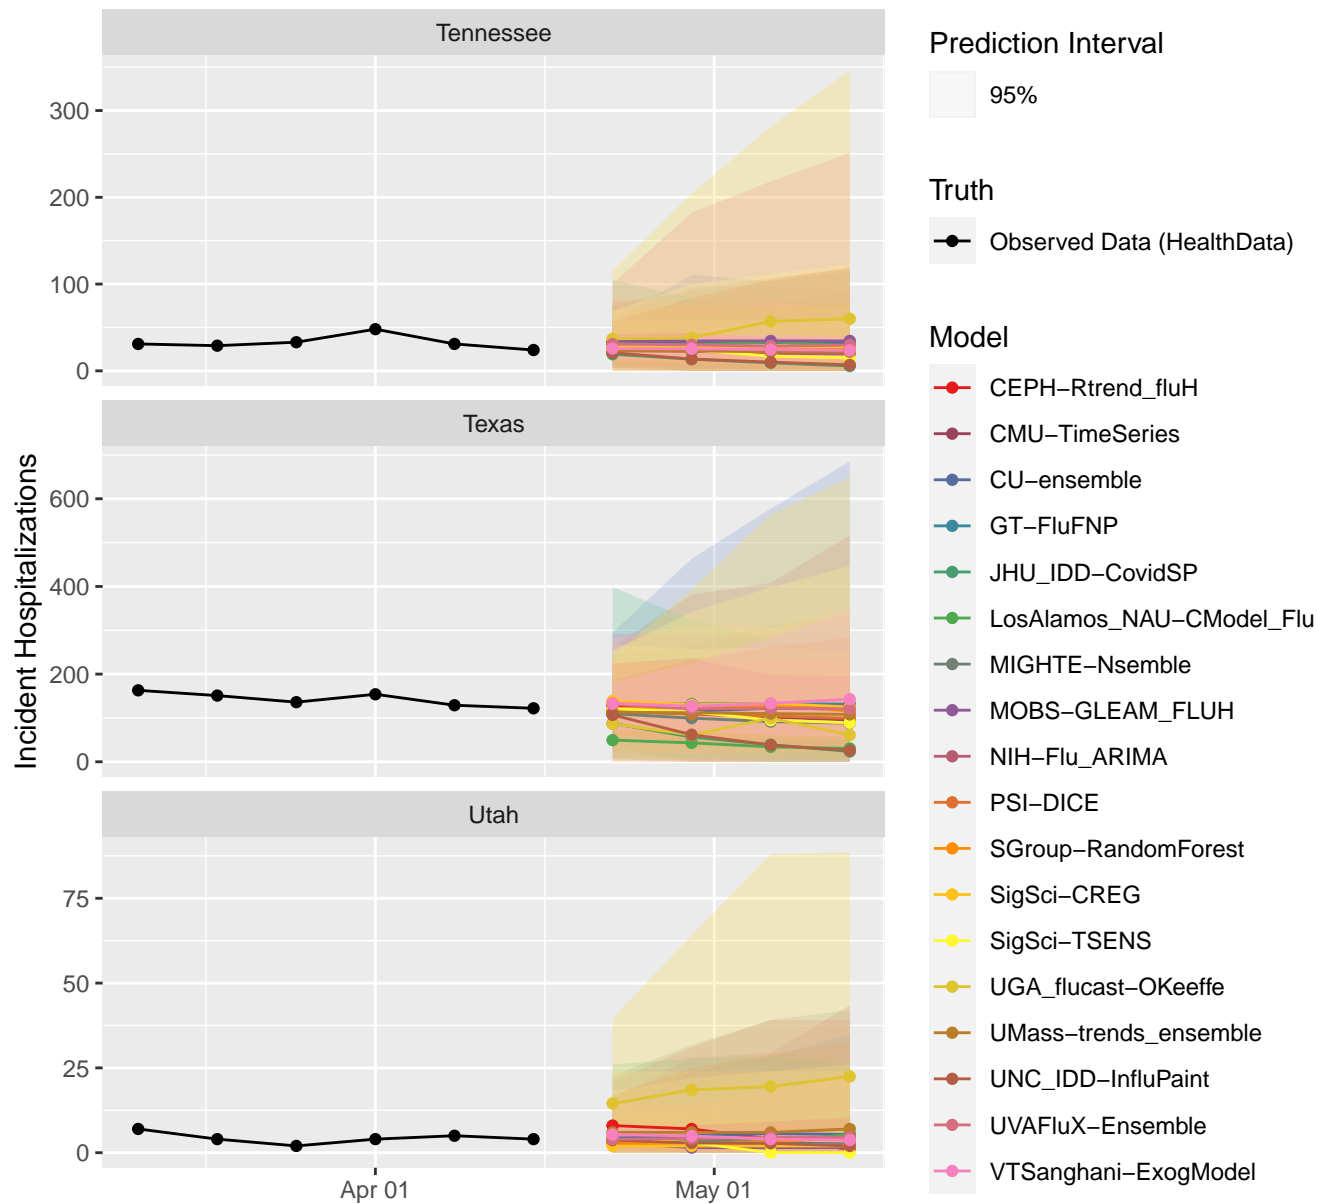 Tennessee
300
200
100
0
Texas
600
400
200
0
Utah
75
50
25
0
Apr 01
May 01
Incident Hospitalizations
Prediction Interval
95%
Truth
Observed Data (HealthData)
Model
CEPH−Rtrend_fluH
CMU−TimeSeries
CU−ensemble
GT−FluFNP
JHU_IDD−CovidSP
LosAlamos_NAU−CModel_Flu
MIGHTE−Nsemble
MOBS−GLEAM_FLUH
NIH−Flu_ARIMA
PSI−DICE
SGroup−RandomForest
SigSci−CREG
SigSci−TSENS
UGA_flucast−OKeeffe
UMass−trends_ensemble
UNC_IDD−InfluPaint
UVAFluX−Ensemble
VTSanghani−ExogModel